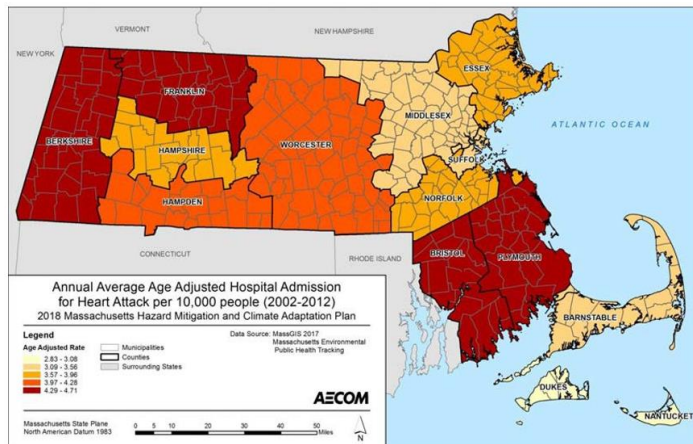 VERMONT
NEW HAMPSHIRE
NEW YORK
ESSEX
FRANKLIN
MIDDLESEX
ATLANTIC OCEAN
BERKSHIRE
HAMPSHIRE
WORCESTER
SUFFOLK
HAMPDEN
NORFOLK
CONNECTICUT
RHODE ISLAND
BRISTOL
PLYMOUTH
BARNSTABLE
DUKES
NANTUCKET
Annual Average Age Adjusted Hospital Admission
for Heart Attack per 10,000 people (2002-2012)
2018 Massachusetts Hazard Mitigation and Climate Adaptation Plan
Legend
Age Adjusted Rate
2.83 - 3.08
3.09 - 3.56
3.57 - 3.96
3.97 - 4.28
4.29 - 4.71
Municipalities
Counties
Surrounding States
Data Source: MassGIS 2017
Massachusetts Environmental
Public Health Tracking
AECOM
Massachusetts State Plane
North American Datum 1983
0 5 10 20 30 40 50
Miles
N